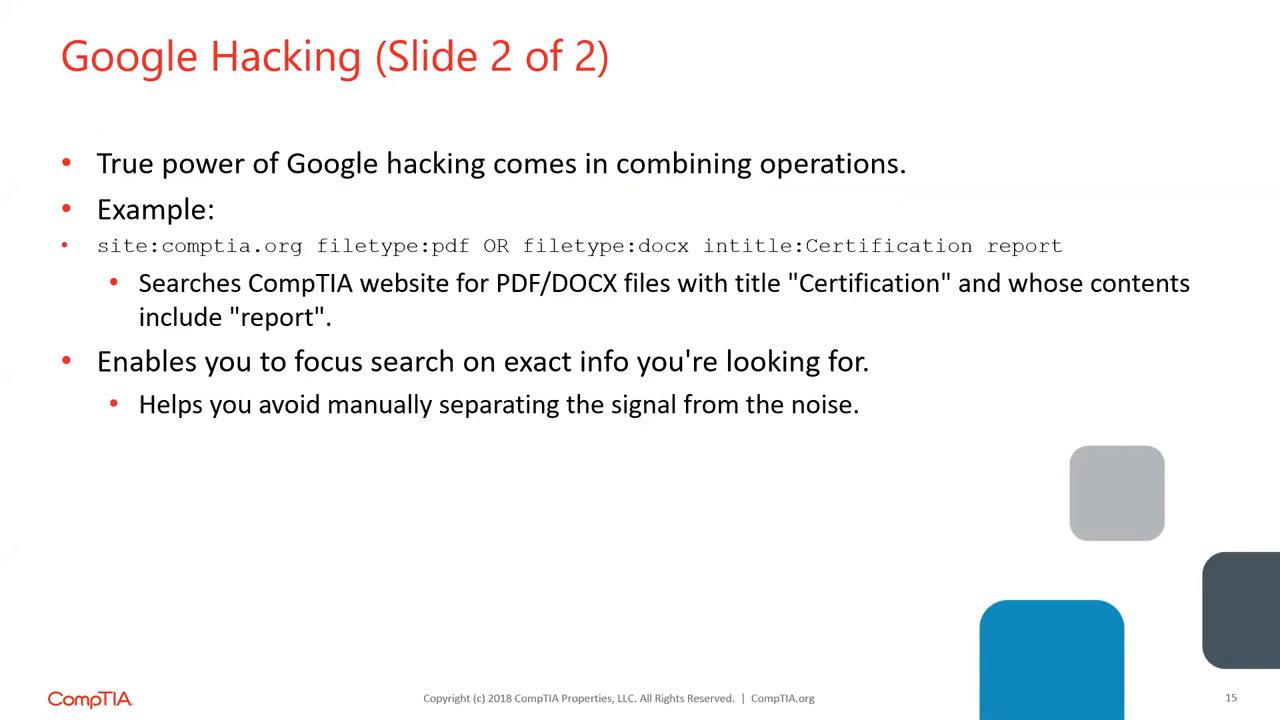 Google Hacking (Slide 2 of 2)
• True power of Google hacking comes in combining operations.
• Example:
• site:comptia.org filetype:pdf OR filetype:docx intitle:Certification report
• Searches CompTIA website for PDF/DOCX files with title "Certification" and whose contents
include "report".
• Enables you to focus search on exact info you're looking for.
• Helps you avoid manually separating the signal from the noise.
CompTIA.
Copyright (c) 2018 CompTIA Properties, LLC. All Rights Reserved. | CompTIA.org
15